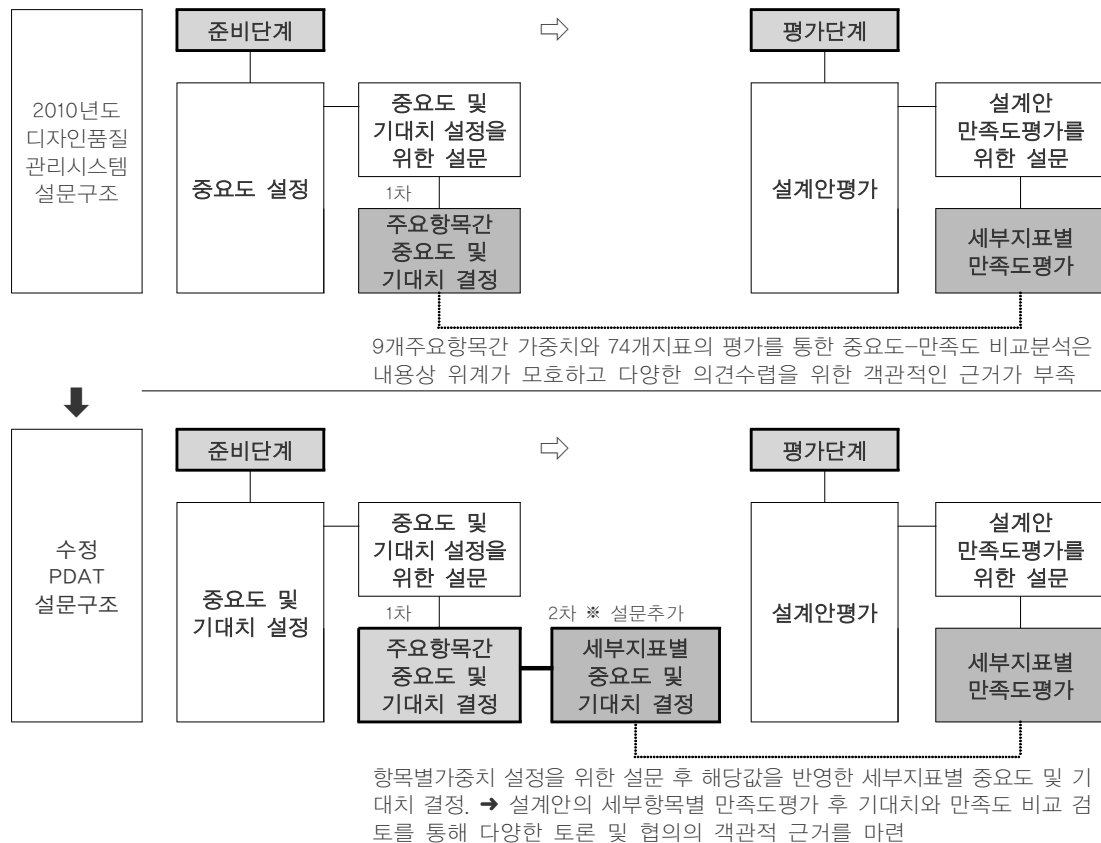 준비단계
⇨
평가단계
2010년도
디자인품질
관리시스템
설문구조
중요도 설정
중요도 및
기대치 설정을
위한 설문
1차
주요항목간
중요도 및
기대치 결정
설계안평가
설계안
만족도평가를
위한 설문
세부지표별
만족도평가
9개주요항목간 가중치와 74개지표의 평가를 통한 중요도-만족도 비교분석은
내용상 위계가 모호하고 다양한 의견수렴을 위한 객관적인 근거가 부족
준비단계
⇨
평가단계
수정
PDAT
설문구조
중요도 및
기대치 설정
중요도 및
기대치 설정을
위한 설문
1차
주요항목간
중요도 및
기대치 결정
2차 ※ 설문추가
세부지표별
중요도 및
기대치 결정
설계안평가
설계안
만족도평가를
위한 설문
세부지표별
만족도평가
항목별가중치 설정을 위한 설문 후 해당값을 반영한 세부지표별 중요도 및 기
대치 결정. ➜ 설계안의 세부항목별 만족도평가 후 기대치와 만족도 비교 검
토를 통해 다양한 토론 및 협의의 객관적 근거를 마련